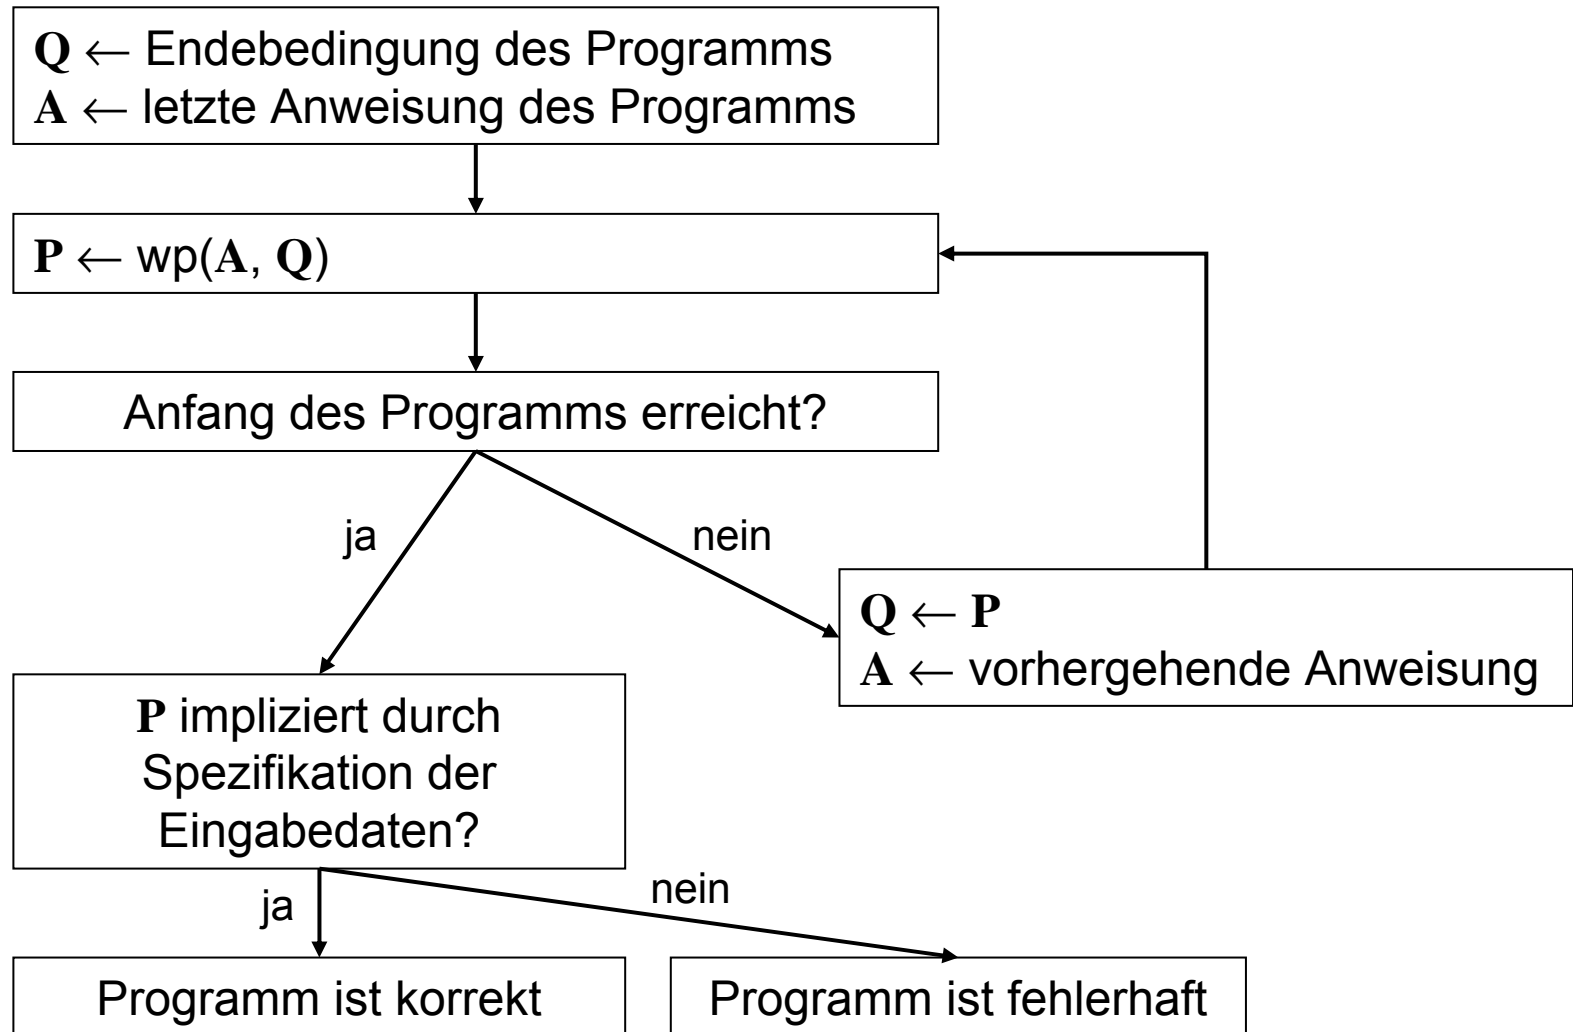 Q ← Endebedingung des Programms
A ← letzte Anweisung des Programms
P ← wp(A, Q)
Anfang des Programms erreicht?
ja
nein
Q ← P
A ← vorhergehende Anweisung
P impliziert durch
Spezifikation der
Eingabedaten?
ja
nein
Programm ist korrekt
Programm ist fehlerhaft